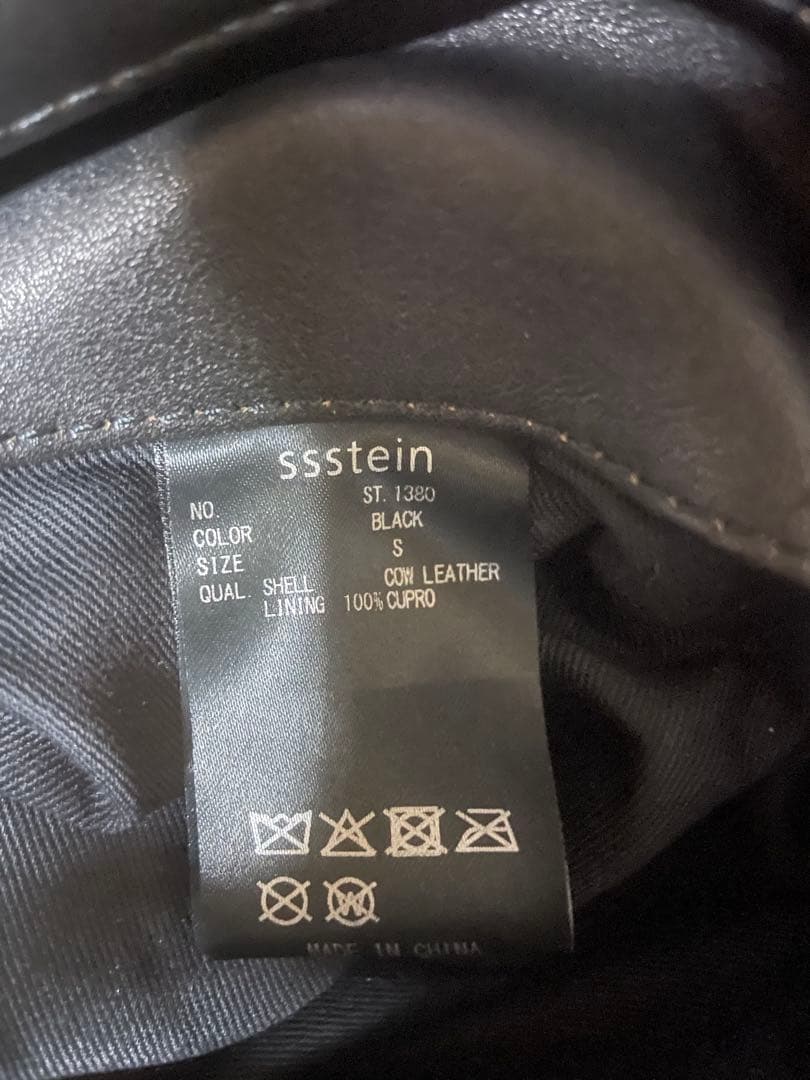 ssstein
NO. ST. 1380
COLOR BLACK
SIZE S
QUAL. SHELL COW LEATHER
LINING 100% CUPRO
W
MADE IN CHINA